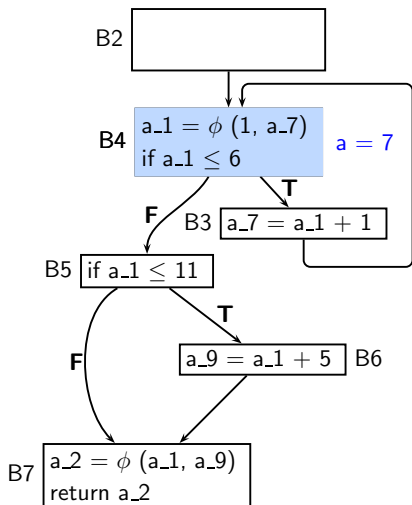 B2
B4
a_1 = ϕ (1, a_7)
if a_1 ≤ 6
a = 7
T
F
B3
a_7 = a_1 + 1
B5
if a_1 ≤ 11
T
F
a_9 = a_1 + 5
B6
B7
a_2 = ϕ (a_1, a_9)
return a_2